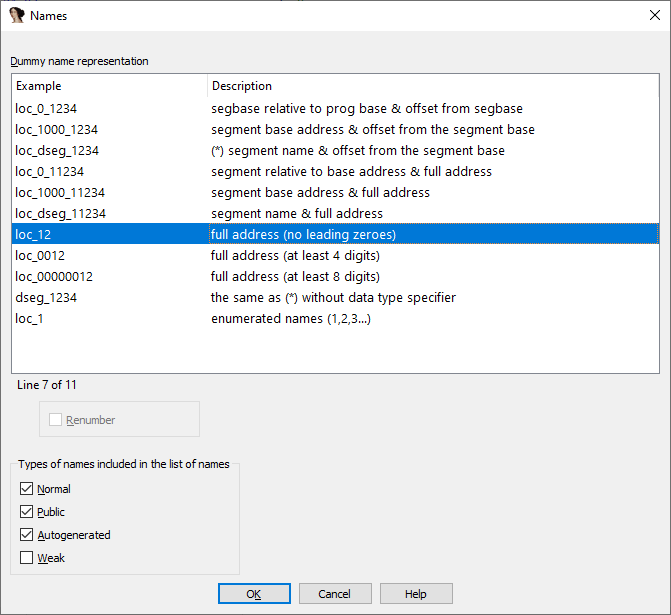 Names
Dummy name representation
Example Description
loc_0_1234 segbase relative to prog base & offset from segbase
loc_1000_1234 segment base address & offset from the segment base
loc_dseg_1234 (*) segment name & offset from the segment base
loc_0_11234 segment relative to base address & full address
loc_1000_11234 segment base address & full address
loc_dseg_11234 segment name & full address
loc_12 full address (no leading zeroes)
loc_0012 full address (at least 4 digits)
loc_00000012 full address (at least 8 digits)
dseg_1234 the same as (*) without data type specifier
loc_1 enumerated names (1,2,3...)
Line 7 of 11
Renumber
Types of names included in the list of names
Normal
Public
Autogenerated
Weak
OK Cancel Help